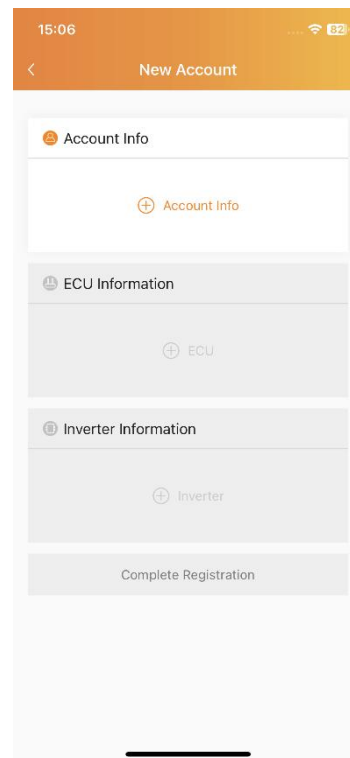 15:06
82
New Account
Account Info
Account Info
ECU Information
ECU
Inverter Information
Inverter
Complete Registration